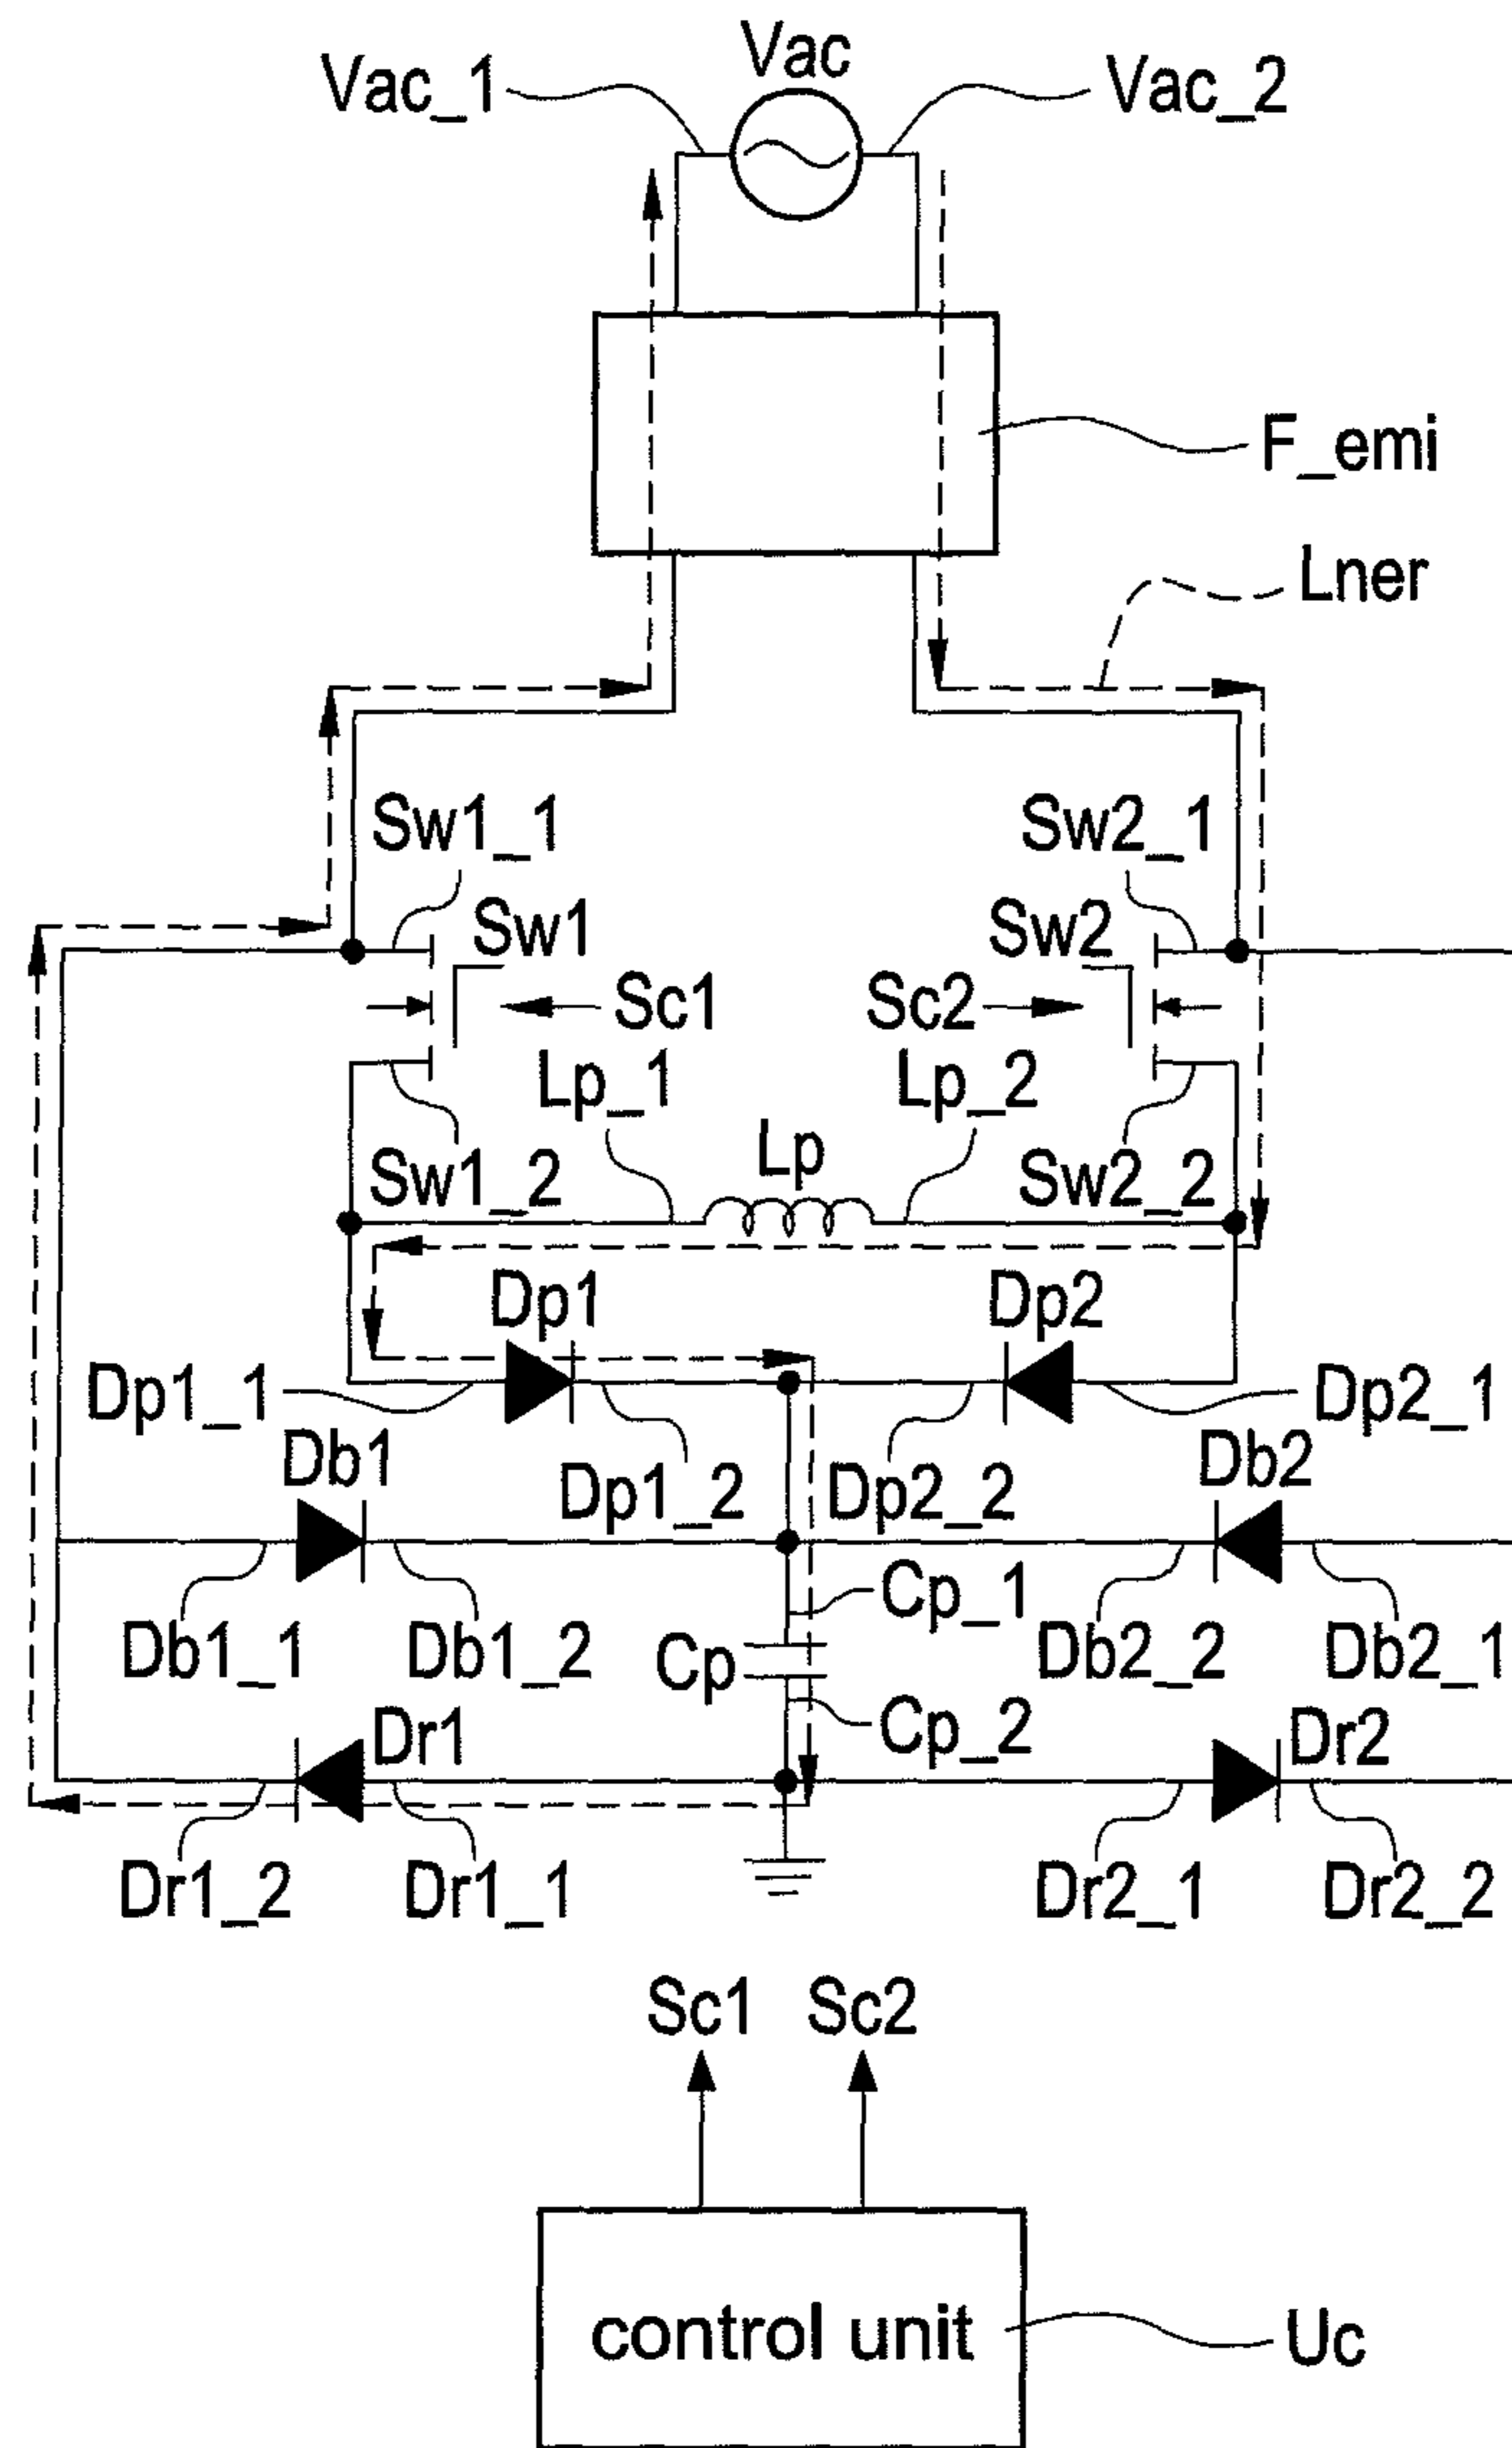 Vac
Vac_1
Vac_2
F_emi
Lner
Sw1_1
Sw2_1
Sw1
Sw2
Sc1
Sc2
Lp_1
Lp_2
Lp
Sw1_2
Sw2_2
Dp1
Dp2
Dp1_1
Dp2_1
Db1
Db2
Dp1_2
Dp2_2
Cp_1
Db1_1
Db1_2
Cp
Db2_2
Db2_1
Cp_2
Dr1
Dr2
Dr1_2
Dr1_1
Dr2_1
Dr2_2
Sc1
Sc2
control unit
Uc